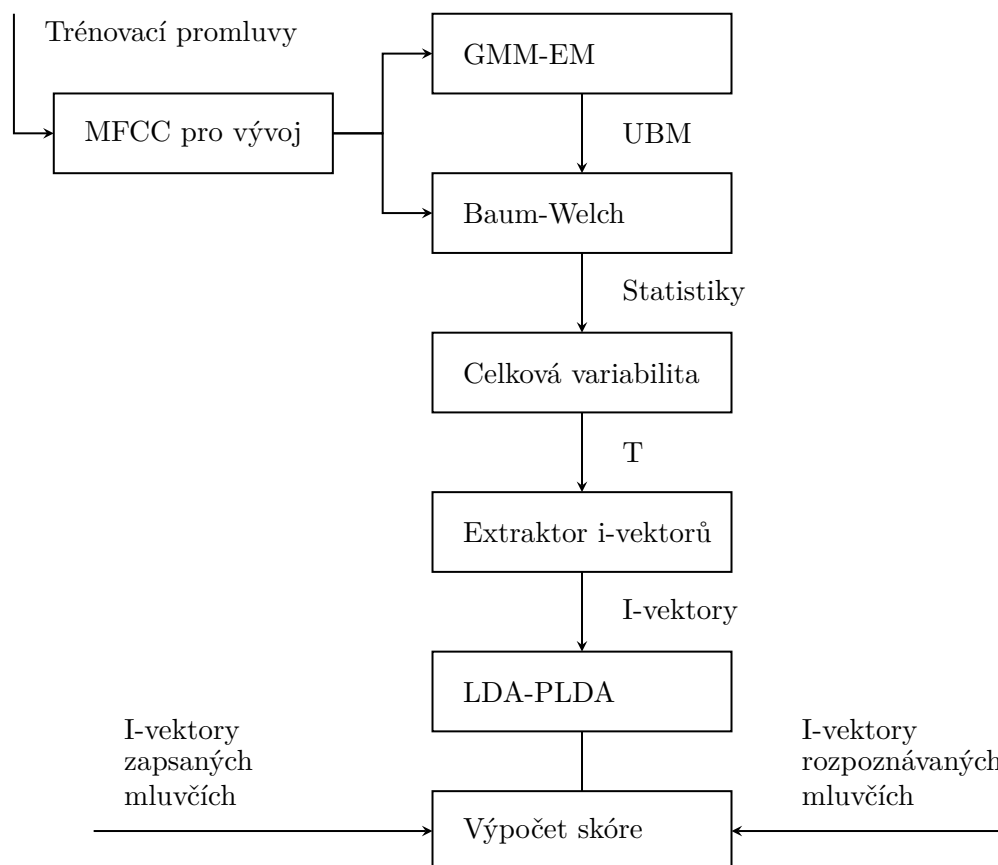 Trénovací promluvy
GMM-EM
MFCC pro vývoj
UBM
Baum-Welch
Statistiky
Celková variabilita
T
Extraktor i-vektorů
I-vektory
LDA-PLDA
I-vektory
zapsaných
mluvčích
I-vektory
rozpoznávaných
mluvčích
Výpočet skóre